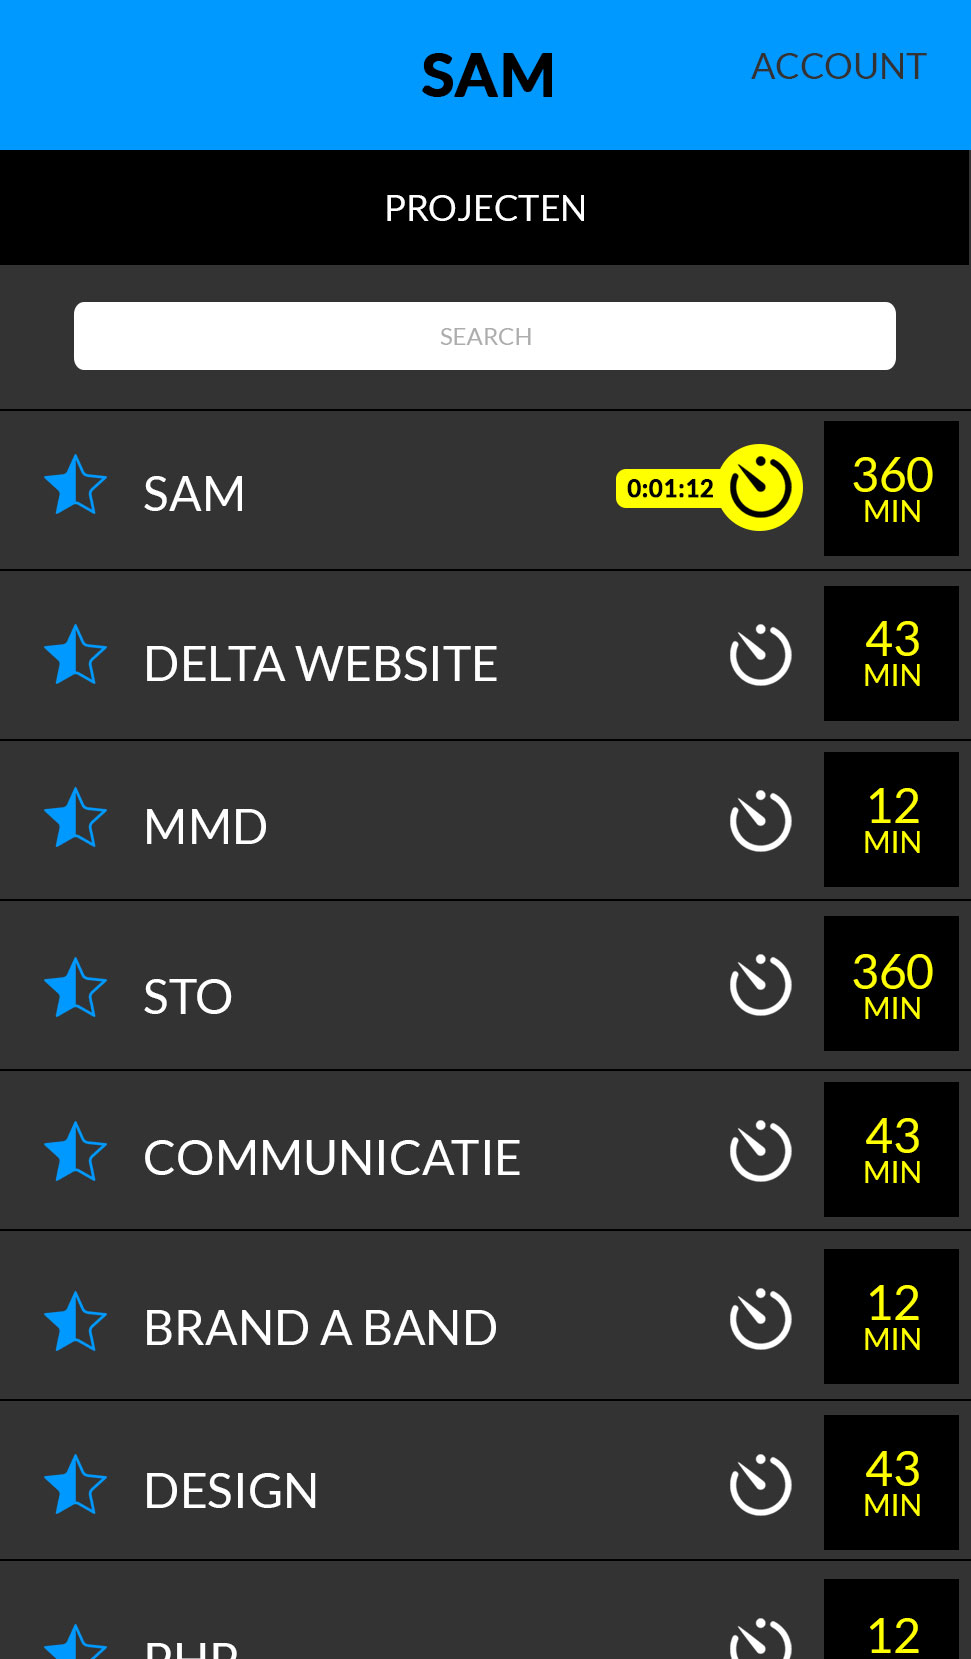 SAM
ACCOUNT
PROJECTEN
SEARCH
SAM
0:01:12
360
MIN
DELTA WEBSITE
43
MIN
MMD
12
MIN
STO
360
MIN
COMMUNICATIE
43
MIN
BRAND A BAND
12
MIN
DESIGN
43
MIN
PHP
12